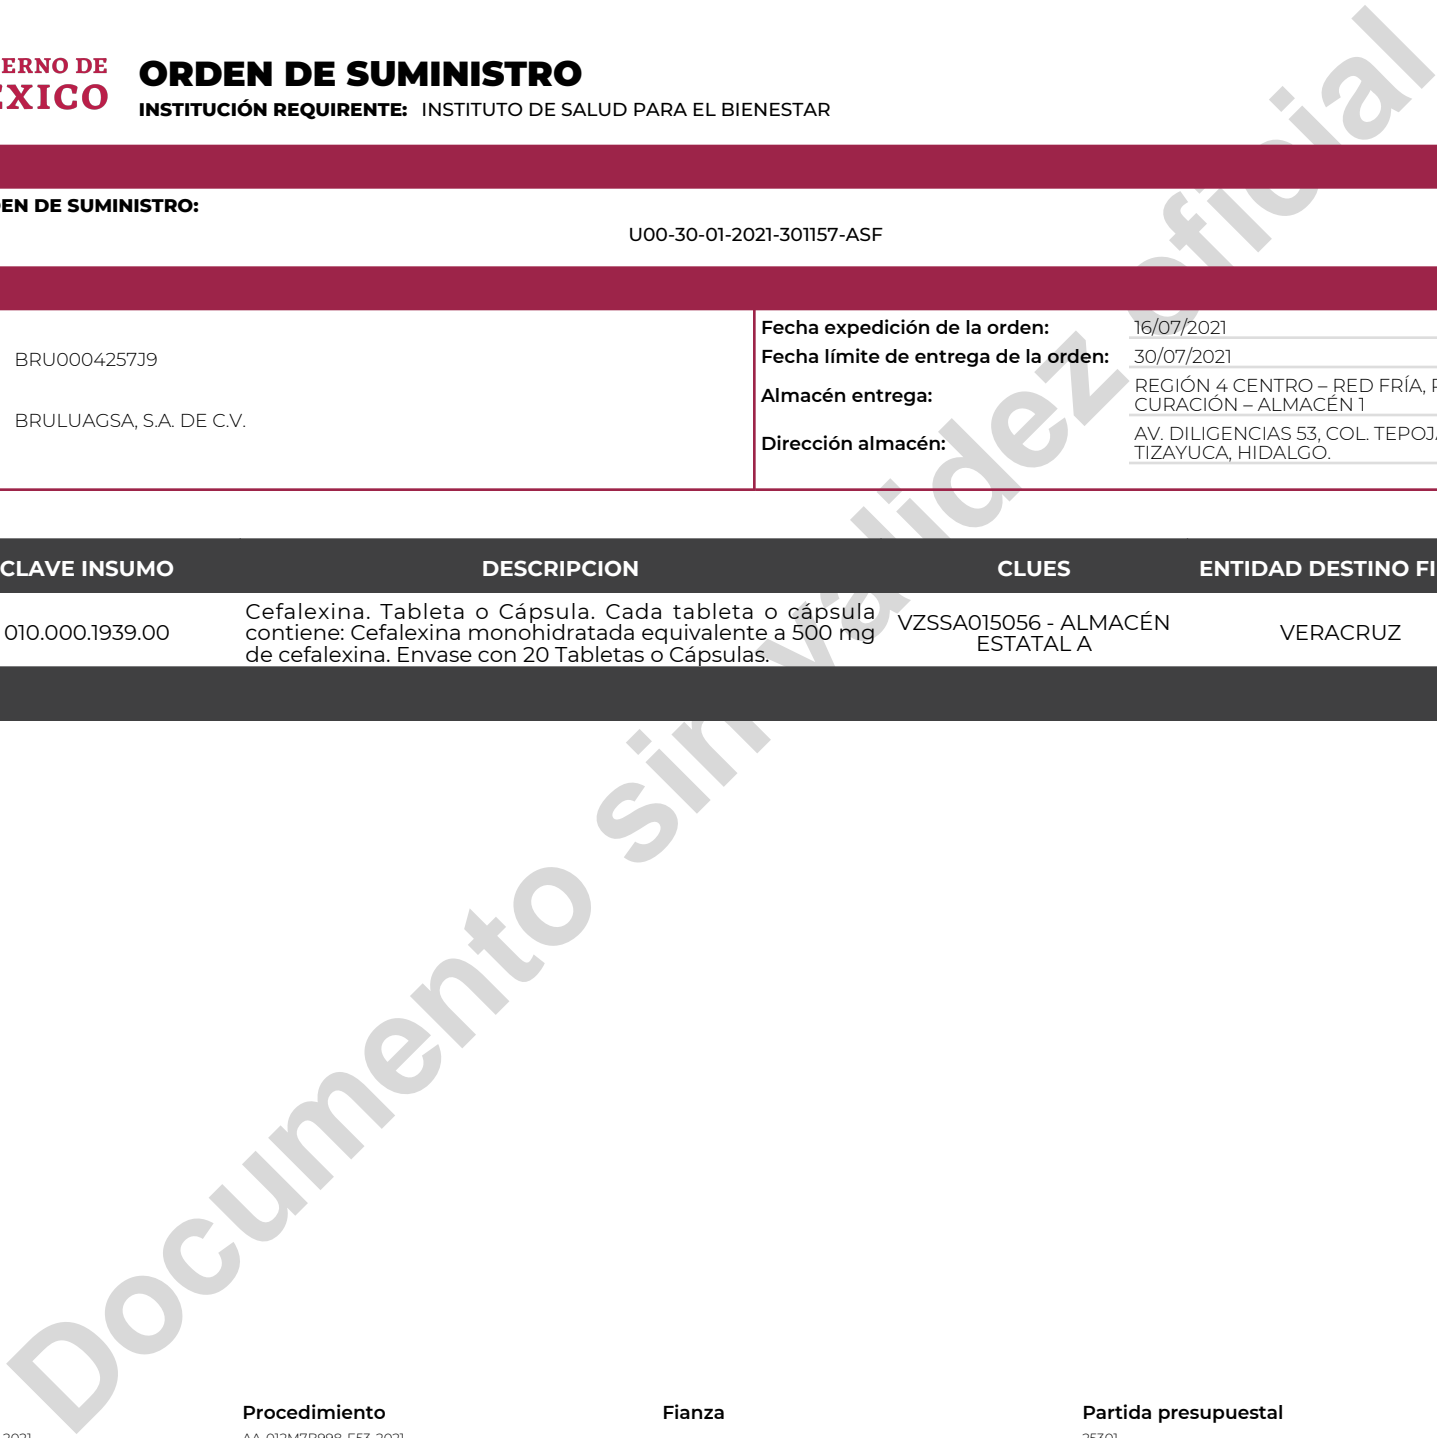 ERNO DE
ORDEN DE SUMINISTRO
EXICO
INSTITUCIÓN REQUIRENTE: INSTITUTO DE SALUD PARA EL BIENESTAR
EN DE SUMINISTRO:
U00-30-01-2021-301157-ASF
Fecha expedición de la orden: 16/07/2021
BRU0004257J9
Fecha límite de entrega de la orden: 30/07/2021
Almacén entrega:
REGIÓN 4 CENTRO – RED FRÍA,
CURACIÓN – ALMACÉN 1
BRULUAGSA, S.A. DE C.V.
Dirección almacén:
AV. DILIGENCIAS 53, COL. TEPOJ
TIZAYUCA, HIDALGO.
CLAVE INSUMO DESCRIPCION CLUES ENTIDAD DESTINO FI
010.000.1939.00
Cefalexina. Tableta o Cápsula. Cada tableta o cápsula
contiene: Cefalexina monohidratada equivalente a 500 mg
de cefalexina. Envase con 20 Tabletas o Cápsulas.
VZSSA015056 - ALMACÉN
ESTATAL A
VERACRUZ
Documento sin validez oficial
Procedimiento Fianza Partida presupuestal